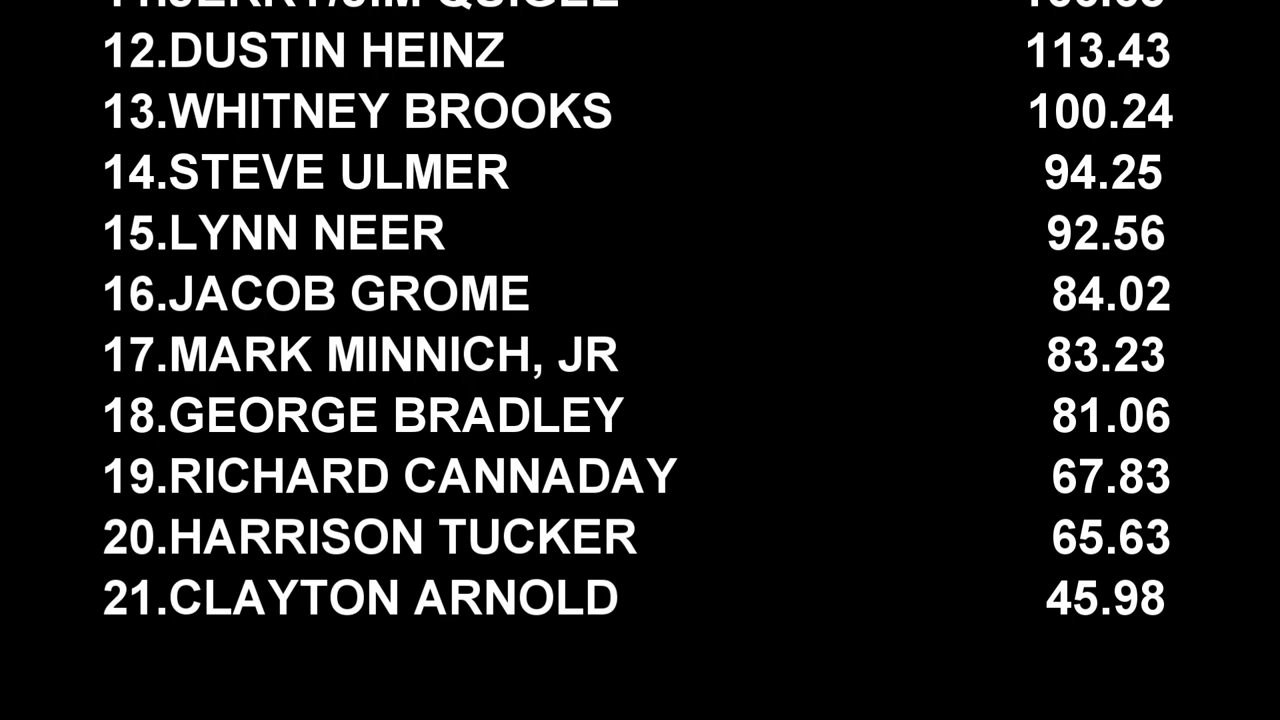 12.DUSTIN HEINZ 113.43
13.WHITNEY BROOKS 100.24
14.STEVE ULMER 94.25
15.LYNN NEER 92.56
16.JACOB GROME 84.02
17.MARK MINNICH, JR 83.23
18.GEORGE BRADLEY 81.06
19.RICHARD CANNADAY 67.83
20.HARRISON TUCKER 65.63
21.CLAYTON ARNOLD 45.98